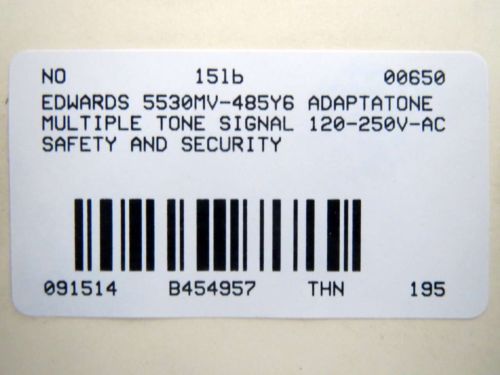 NO 15lb 00650
EDWARDS 5530MV-485Y6 ADAPTATONE
MULTIPLE TONE SIGNAL 120-250V-AC
SAFETY AND SECURITY
091514 B454957 THN 195